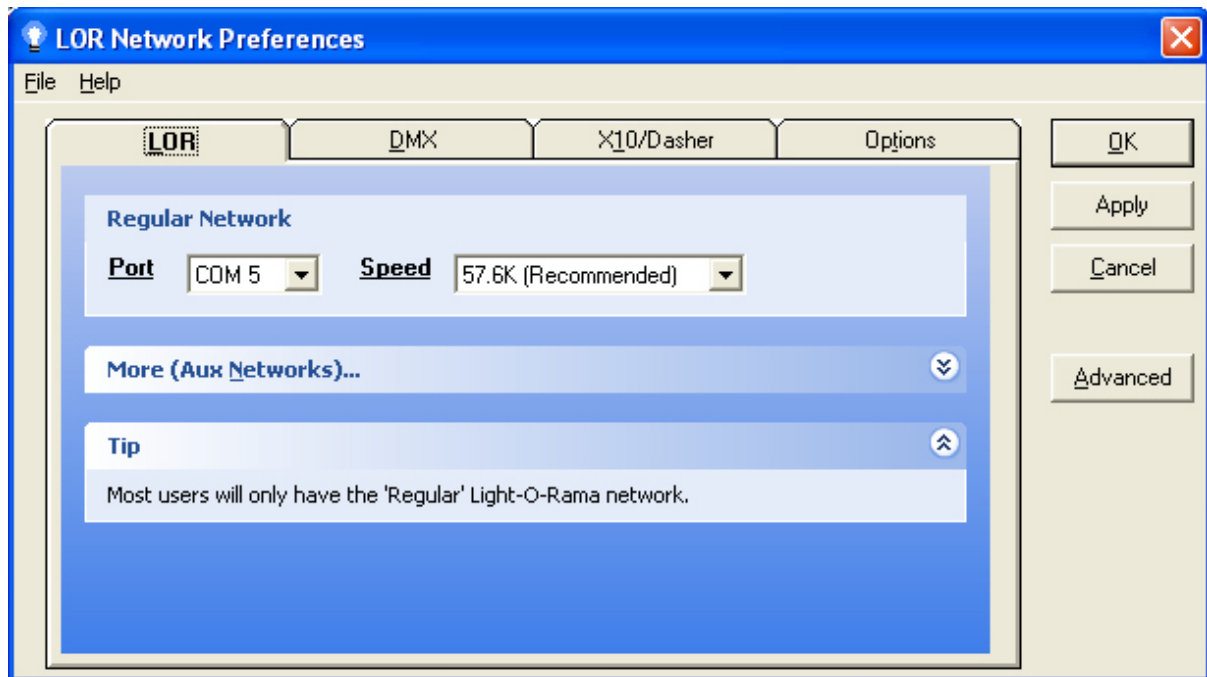 LOR Network Preferences
File Help
LOR DMX X10/Dasher Options
OK
Apply
Cancel
Advanced
Regular Network
Port COM 5 Speed 57.6K (Recommended)
More (Aux Networks)...
Tip
Most users will only have the 'Regular' Light-O-Rama network.